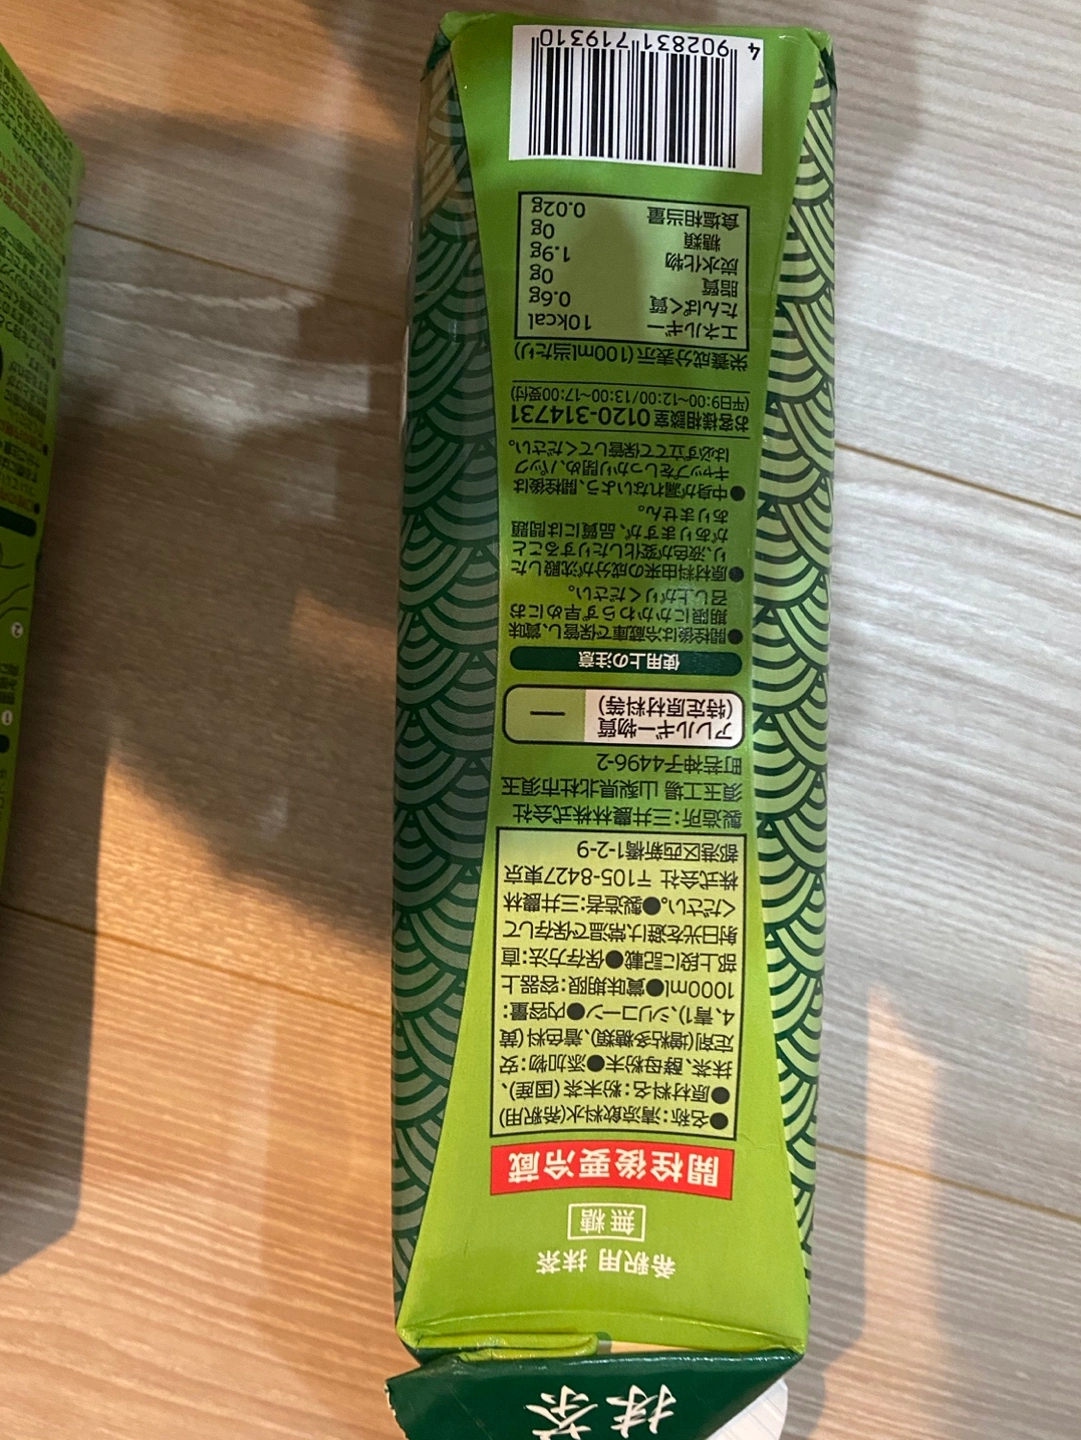 抹茶
希釈用 抹茶
無糖
開栓後要冷蔵
●名称：清涼飲料水(希釈用)
●原材料名：粉末茶（国産）、
抹茶、酵母粉末●添加物：安
定剤（増粘多糖類）、着色料（黄
4、青1）、シリコーン●内容量：
1000ml●賞味期限：容器上
部上段に記載●保存方法：直
射日光を避け常温で保存して
ください。●製造者：三井農林
株式会社 〒105-8427東京
都港区西新橋1-2-9
製造所：三井農林株式会社
須玉工場 山梨県北杜市須玉
町若神子4496-2
アレルギー物質
（特定原材料等）
―
使用上の注意
●開栓後は冷蔵庫で保管し、賞味
期限にかかわらず早めにお
召し上がりください。
●原材料由来の成分が沈殿した
り、液色が変化したりすること
がありますが、品質には問題
ありません。
●中身が漏れないよう、開栓後は
キャップをしっかり閉め、パック
は必ず立てて保管してください。
お客様相談室 0120-314731
（平日9:00~12:00/13:00~17:00受付）
栄養成分表示（100ml当たり）
エネルギー 10kcal
たんぱく質 0.6g
脂質 0g
炭水化物 1.9g
糖類 0g
食塩相当量 0.02g
4 902831 719310